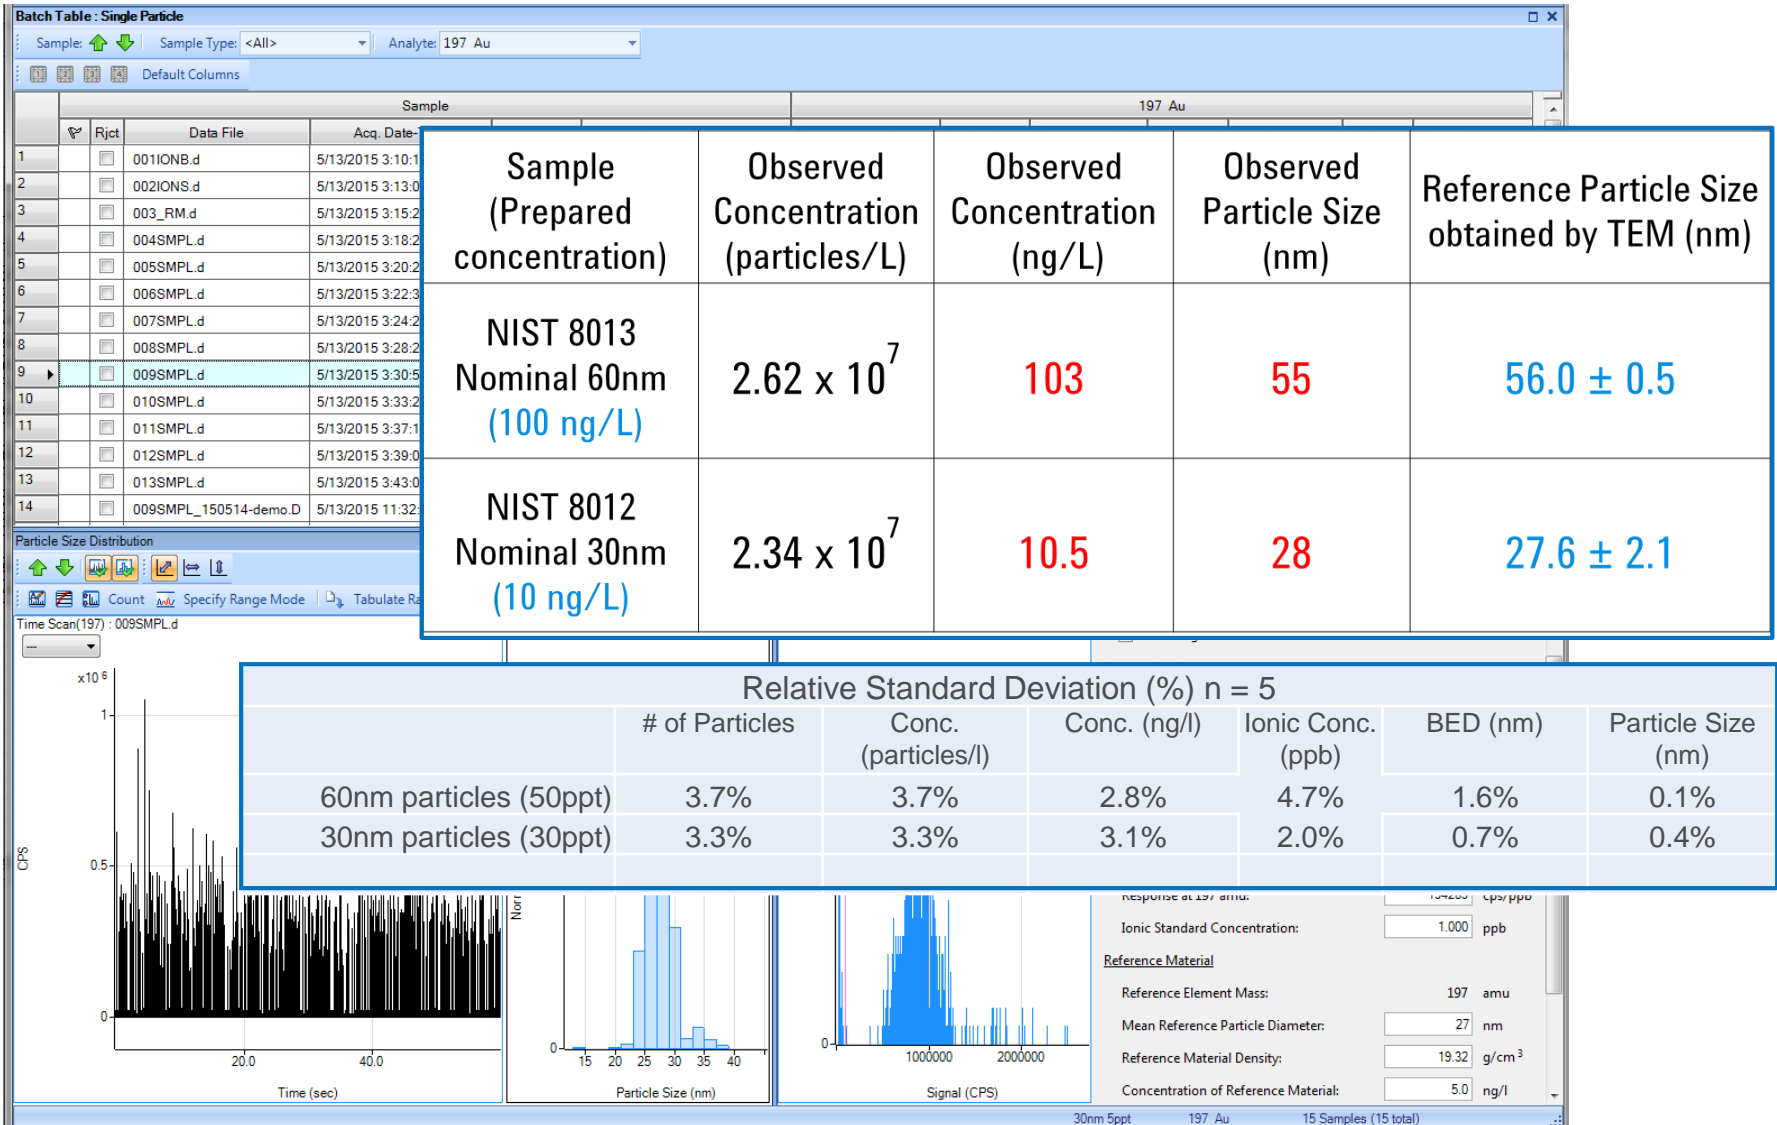 Batch Table : Single Particle
Sample: Sample Type: <All> Analyte: 197 Au
Default Columns
Sample 197 Au
Rjct Data File Acq. Date-
1 001IONB.d 5/13/2015 3:10:1
2 002IONS.d 5/13/2015 3:13:0
3 003_RM.d 5/13/2015 3:15:2
4 004SMPL.d 5/13/2015 3:18:2
5 005SMPL.d 5/13/2015 3:20:2
6 006SMPL.d 5/13/2015 3:22:3
7 007SMPL.d 5/13/2015 3:24:2
8 008SMPL.d 5/13/2015 3:28:2
9 009SMPL.d 5/13/2015 3:30:5
10 010SMPL.d 5/13/2015 3:33:2
11 011SMPL.d 5/13/2015 3:37:1
12 012SMPL.d 5/13/2015 3:39:0
13 013SMPL.d 5/13/2015 3:43:0
14 009SMPL_150514-demo.D 5/13/2015 11:32:
Sample (Prepared concentration) Observed Concentration (particles/L) Observed Concentration (ng/L) Observed Particle Size (nm) Reference Particle Size obtained by TEM (nm)
NIST 8013 Nominal 60nm (100 ng/L) 2.62 x 10⁷ 103 55 56.0 ± 0.5
NIST 8012 Nominal 30nm (10 ng/L) 2.34 x 10⁷ 10.5 28 27.6 ± 2.1
Particle Size Distribution
Count Specify Range Mode Tabulate Ra
Time Scan(197) : 009SMPL.d
---
x10⁶
1
0.5
0
CPS
20.0 40.0
Time (sec)
Relative Standard Deviation (%) n = 5
# of Particles Conc. (particles/l) Conc. (ng/l) Ionic Conc. (ppb) BED (nm) Particle Size (nm)
60nm particles (50ppt) 3.7% 3.7% 2.8% 4.7% 1.6% 0.1%
30nm particles (30ppt) 3.3% 3.3% 3.1% 2.0% 0.7% 0.4%
Norr
0
15 20 25 30 35 40
Particle Size (nm)
0
1000000 2000000
Signal (CPS)
Response at 197 amu: cps/ppb
Ionic Standard Concentration: 1.000 ppb
Reference Material
Reference Element Mass: 197 amu
Mean Reference Particle Diameter: 27 nm
Reference Material Density: 19.32 g/cm³
Concentration of Reference Material: 5.0 ng/l
30nm 5ppt 197 Au 15 Samples (15 total)